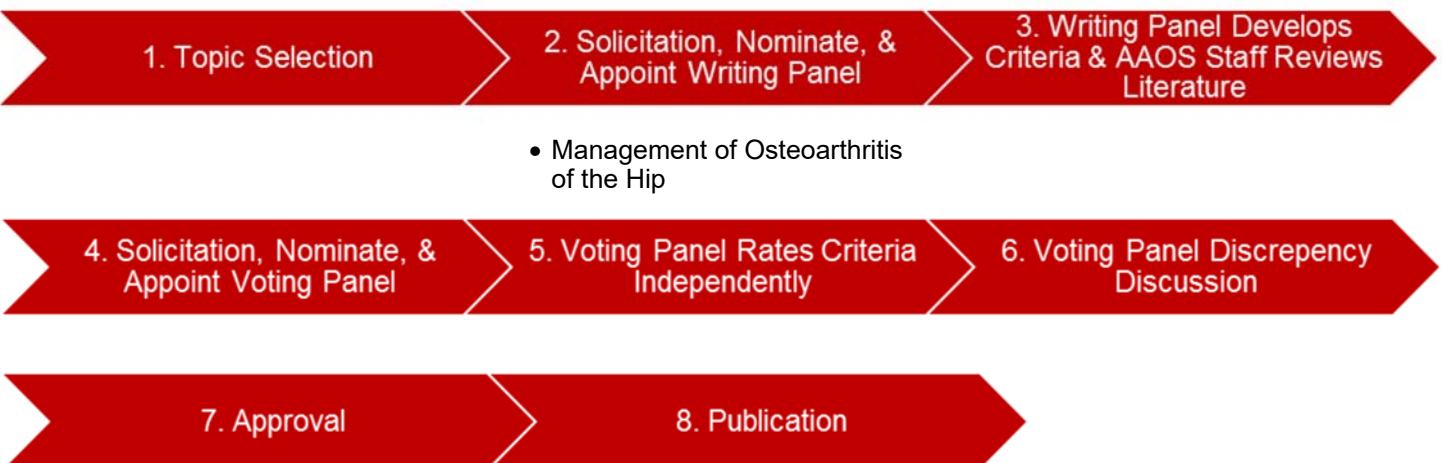 1. Topic Selection
2. Solicitation, Nominate, &
Appoint Writing Panel
3. Writing Panel Develops
Criteria & AAOS Staff Reviews
Literature
• Management of Osteoarthritis
of the Hip
4. Solicitation, Nominate, &
Appoint Voting Panel
5. Voting Panel Rates Criteria
Independently
6. Voting Panel Discrepency
Discussion
7. Approval
8. Publication